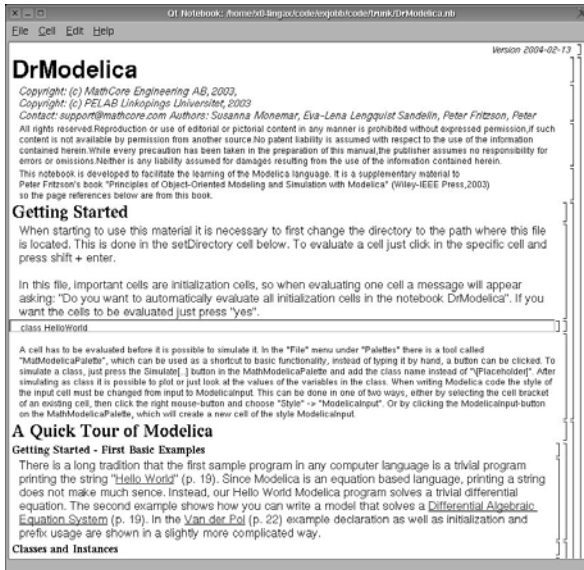 Qt Notebook: /home/x0-lingax/code/exjobb/code/trunk/DrModelica.nb
File Cell Edit Help
Version 2004-02-13
DrModelica
Copyright: (c) MathCore Engineering AB, 2003,
Copyright: (c) PELAB Linkopings Universitet, 2003
Contact: support@mathcore.com Authors: Susanna Monemar, Eva-Lena Lengquist Sandelin, Peter Fritzson, Peter
All rights reserved.Reproduction or use of editorial or pictorial content in any manner is prohibited without expressed permission,if such
content is not available by permission from another source.No patent liability is assumed with respect to the use of the information
contained herein.While every precaution has been taken in the preparation of this manual,the publisher assumes no responsibility for
errors or omissions.Neither is any liability assumed for damages resulting from the use of the information contained herein.
This notebook is developed to facilitate the learning of the Modelica language. It is a supplementary material to
Peter Fritzson's book "Principles of Object-Oriented Modeling and Simulation with Modelica" (Wiley-IEEE Press,2003)
so the page references below are from this book.
Getting Started
When starting to use this material it is necessary to first change the directory to the path where this file
is located. This is done in the setDirectory cell below. To evaluate a cell just click in the specific cell and
press shift + enter.
In this file, important cells are initialization cells, so when evaluating one cell a message will appear
asking: "Do you want to automatically evaluate all initialization cells in the notebook DrModelica". If you
want the cells to be evaluated just press "yes".
class HelloWorld
A cell has to be evaluated before it is possible to simulate it. In the "File" menu under "Palettes" there is a tool called
"MatModelicaPalette", which can be used as a shortcut to basic functionality, instead of typing it by hand, a button can be clicked. To
simulate a class, just press the Simulate[..] button in the MathModelicaPalette and add the class name instead of "\[Placeholder]". After
simulating as class it is possible to plot or just look at the values of the variables in the class. When writing Modelica code the style of
the input cell must be changed from input to ModelicaInput. This can be done in one of two ways, either by selecting the cell bracket
of an existing cell, then click the right mouse-button and choose "Style" -> "ModelicaInput". Or by clicking the ModelicaInput-button
on the MathModelicaPalette, which will create a new cell of the style ModelicaInput.
A Quick Tour of Modelica
Getting Started - First Basic Examples
There is a long tradition that the first sample program in any computer language is a trivial program
printing the string "Hello World" (p. 19). Since Modelica is an equation based language, printing a string
does not make much sence. Instead, our Hello World Modelica program solves a trivial differential
equation. The second example shows how you can write a model that solves a Differential Algebraic
Equation System (p. 19). In the Van der Pol (p. 22) example declaration as well as initialization and
prefix usage are shown in a slightly more complicated way.
Classes and Instances